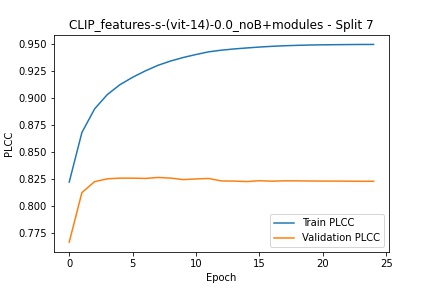 CLIP_features-s-(vit-14)-0.0_noB+modules - Split 7
0.950
0.925
0.900
0.875
0.850
0.825
0.800
0.775
PLCC
Train PLCC
Validation PLCC
0 5 10 15 20 25
Epoch